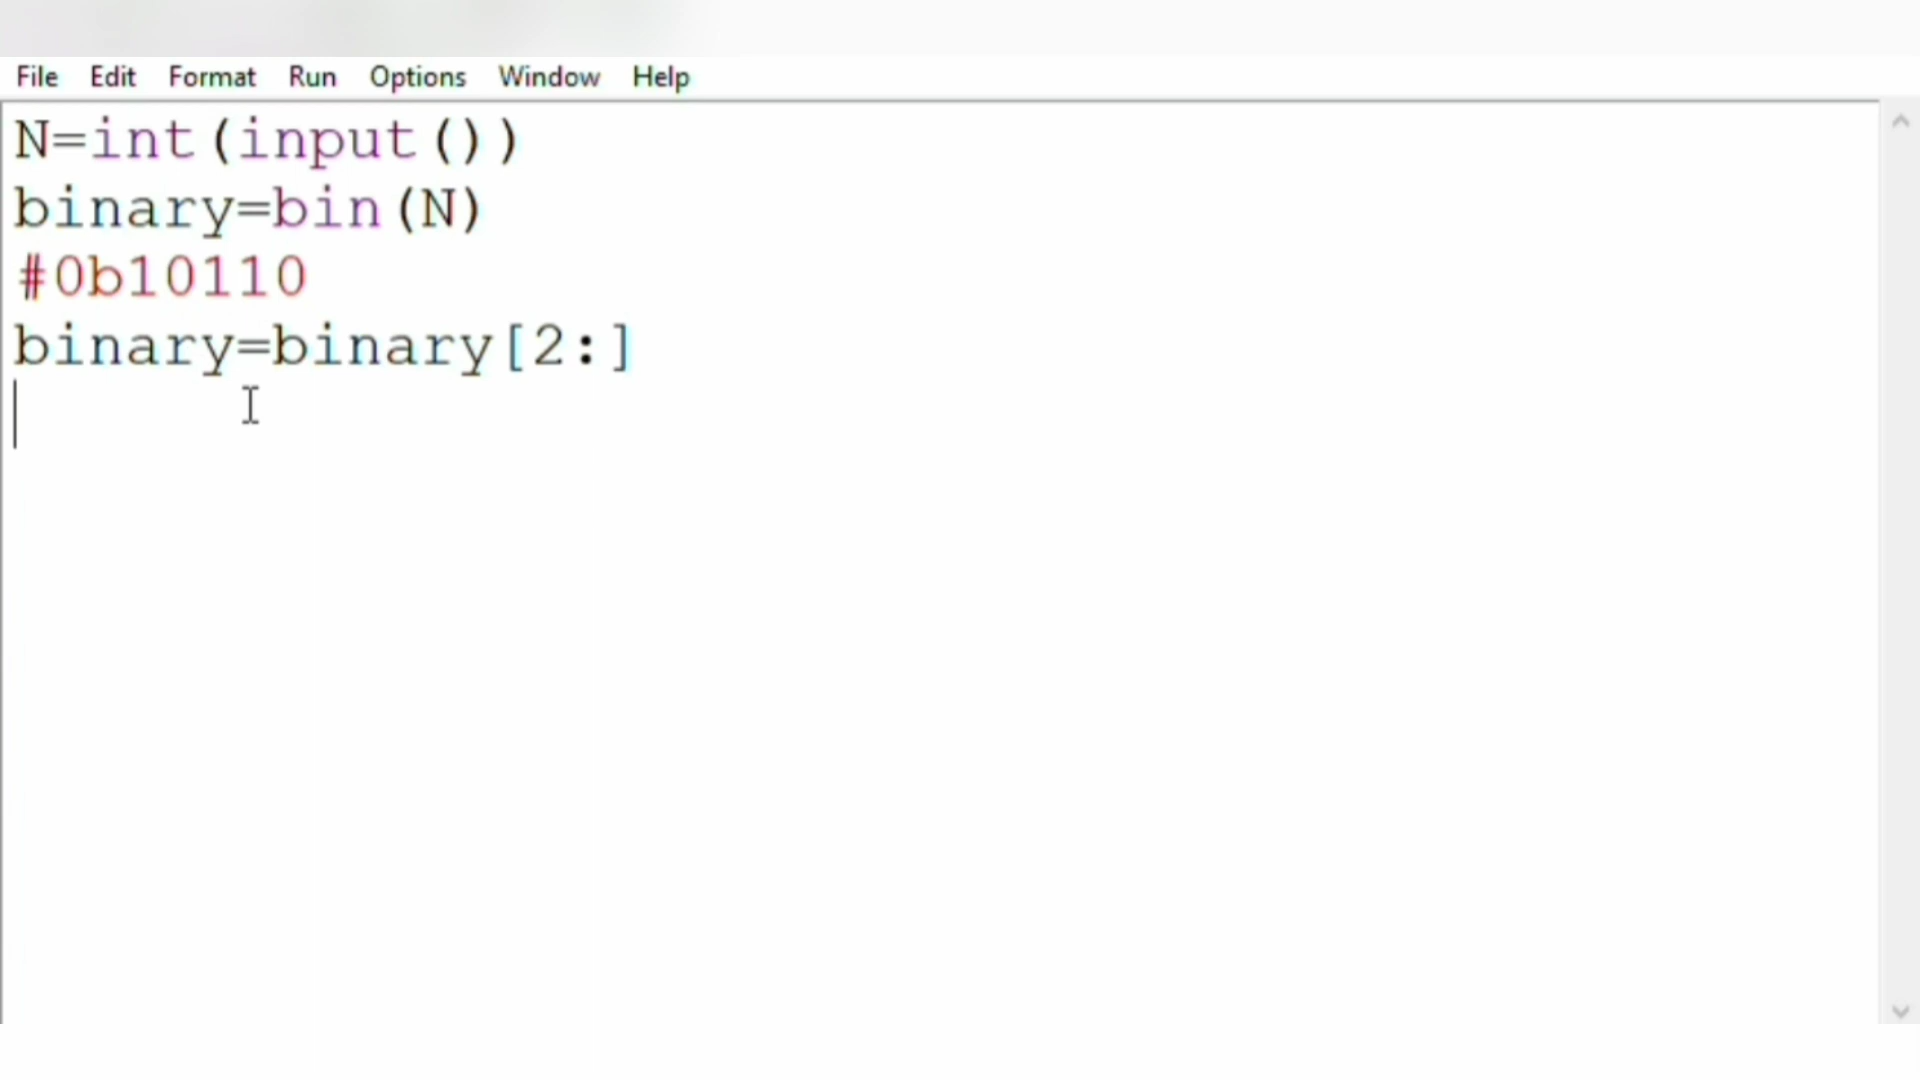 File Edit Format Run Options Window Help
N=int(input())
binary=bin(N)
#0b10110
binary=binary[2:]